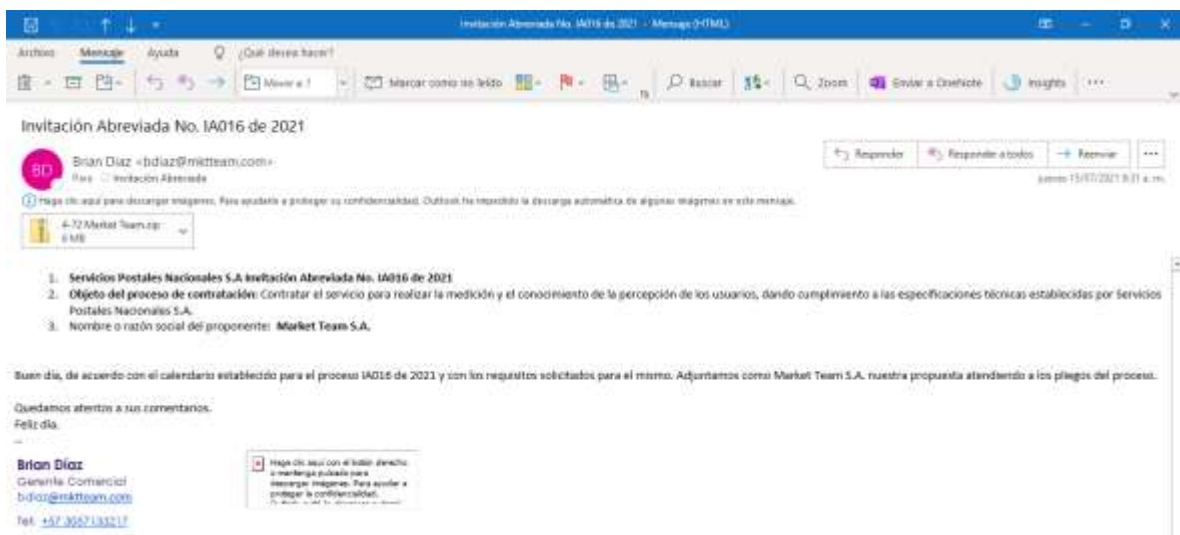 Invitación Abreviada No. IA016 de 2021 - Mensaje (HTML)
Archivo Mensaje Ayuda ¿Qué desea hacer?
Mover a: ? Marcar como no leído Buscar Zoom Enviar a OneNote Insights ...
Invitación Abreviada No. IA016 de 2021
BD
Brian Diaz <bdiaz@mktteam.com>
Para Invitación Abreviada
Responder Responder a todos Reenviar ...
jueves 15/07/2021 a. m.
Haga clic aquí para descargar imágenes. Para ayudarle a proteger su confidencialidad, Outlook ha impedido la descarga automática de algunas imágenes en este mensaje.
4-72 Market Team.zip
6 MB
1. Servicios Postales Nacionales S.A Invitación Abreviada No. IA016 de 2021
2. Objeto del proceso de contratación: Contratar el servicio para realizar la medición y el conocimiento de la percepción de los usuarios, dando cumplimiento a las especificaciones técnicas establecidas por Servicios
Postales Nacionales S.A.
3. Nombre o razón social del proponente: Market Team S.A.
Buen día, de acuerdo con el calendario establecido para el proceso IA016 de 2021 y con los requisitos solicitados para el mismo. Adjuntamos como Market Team S.A. nuestra propuesta atendiendo a los pliegos del proceso.
Quedamos atentos a sus comentarios.
Feliz día.
--
Brian Díaz
Gerente Comercial
bdiaz@mktteam.com
Tel: +57
Haga clic aquí con el botón derecho
o mantenga pulsado para
descargar imágenes. Para ayudar a
proteger la confidencialidad,